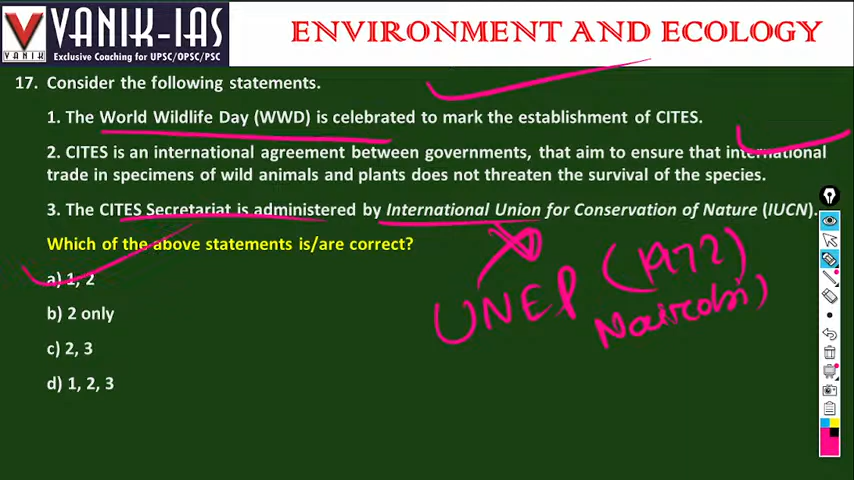 VANIK-IAS
VANIK
Exclusive Coaching for UPSC/OPSC/PSC
ENVIRONMENT AND ECOLOGY
17. Consider the following statements.
1. The World Wildlife Day (WWD) is celebrated to mark the establishment of CITES.
2. CITES is an international agreement between governments, that aim to ensure that international
trade in specimens of wild animals and plants does not threaten the survival of the species.
3. The CITES Secretariat is administered by International Union for Conservation of Nature (IUCN).
Which of the above statements is/are correct?
a) 1, 2
b) 2 only
c) 2, 3
d) 1, 2, 3
UNEP (1972)
Nairobi)